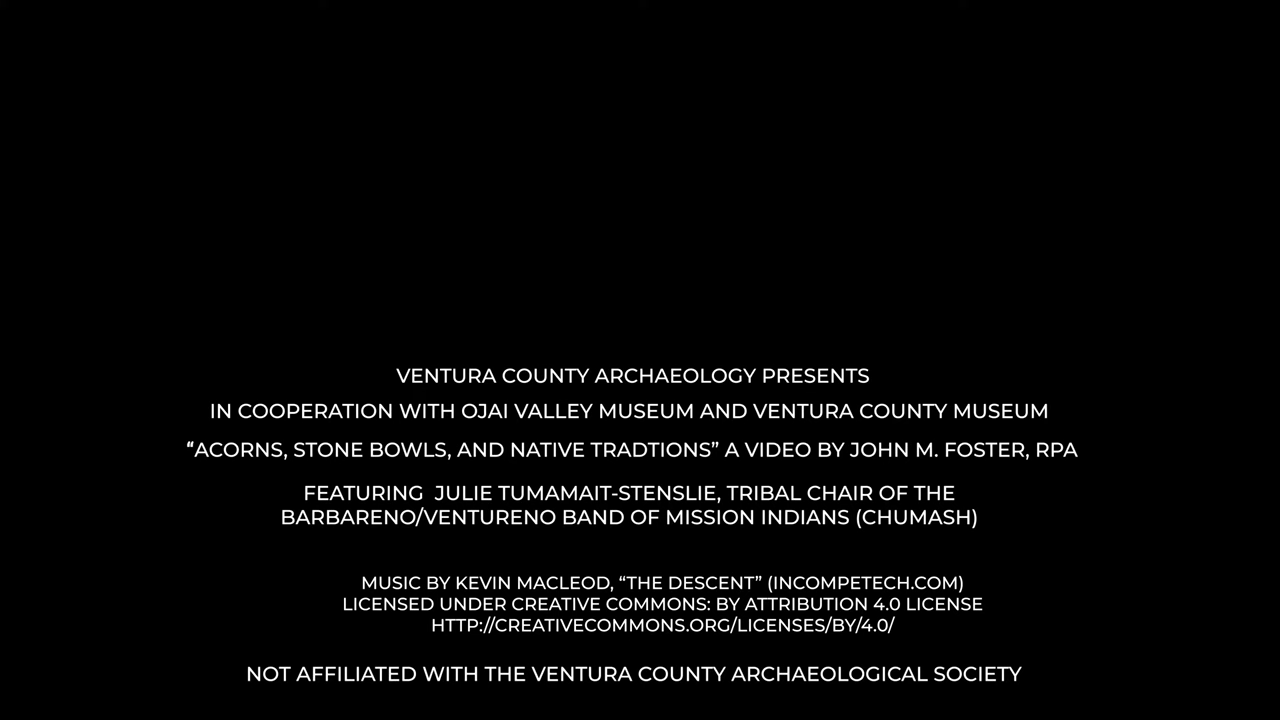 VENTURA COUNTY ARCHAEOLOGY PRESENTS
IN COOPERATION WITH OJAI VALLEY MUSEUM AND VENTURA COUNTY MUSEUM
“ACORNS, STONE BOWLS, AND NATIVE TRADTIONS” A VIDEO BY JOHN M. FOSTER, RPA
FEATURING  JULIE TUMAMAIT-STENSLIE, TRIBAL CHAIR OF THE
BARBARENO/VENTURENO BAND OF MISSION INDIANS (CHUMASH)
MUSIC BY KEVIN MACLEOD, “THE DESCENT” (INCOMPETECH.COM)
LICENSED UNDER CREATIVE COMMONS: BY ATTRIBUTION 4.0 LICENSE
HTTP://CREATIVECOMMONS.ORG/LICENSES/BY/4.0/
NOT AFFILIATED WITH THE VENTURA COUNTY ARCHAEOLOGICAL SOCIETY